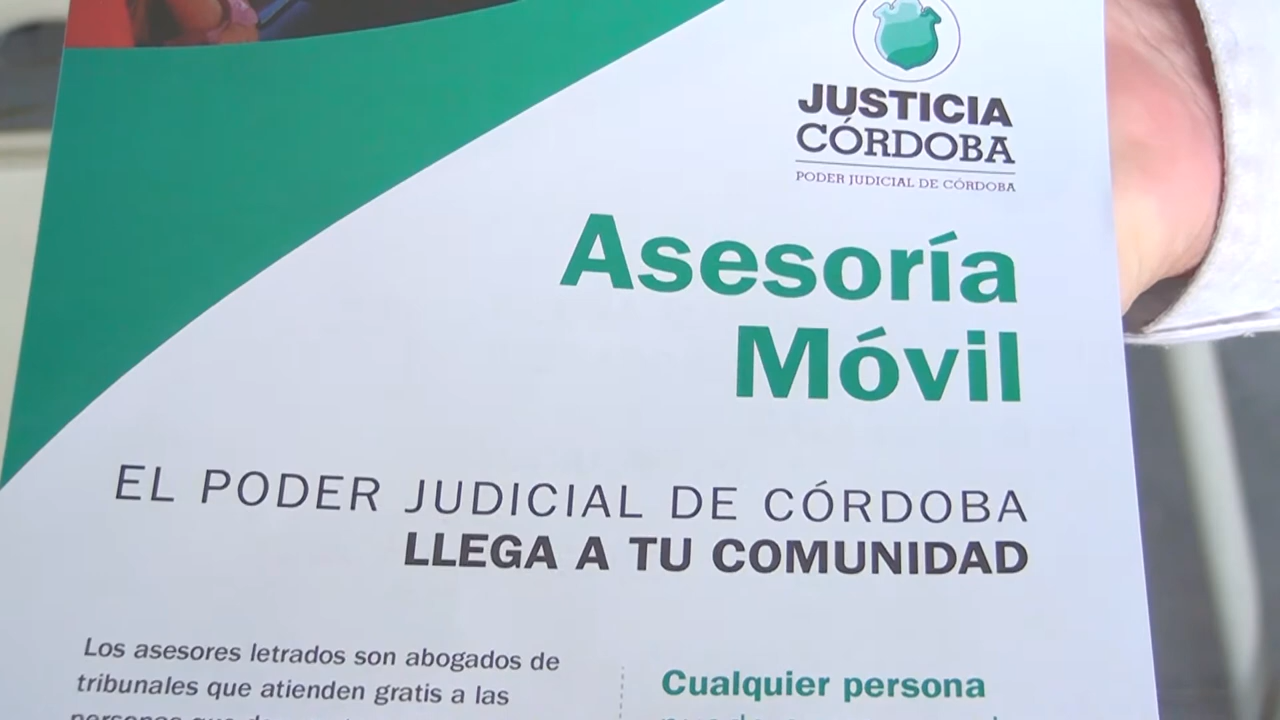 JUSTICIA
CÓRDOBA
PODER JUDICIAL DE CÓRDOBA
Asesoría
Móvil
EL PODER JUDICIAL DE CÓRDOBA
LLEGA A TU COMUNIDAD
Los asesores letrados son abogados de
tribunales que atienden gratis a las
Cualquier persona